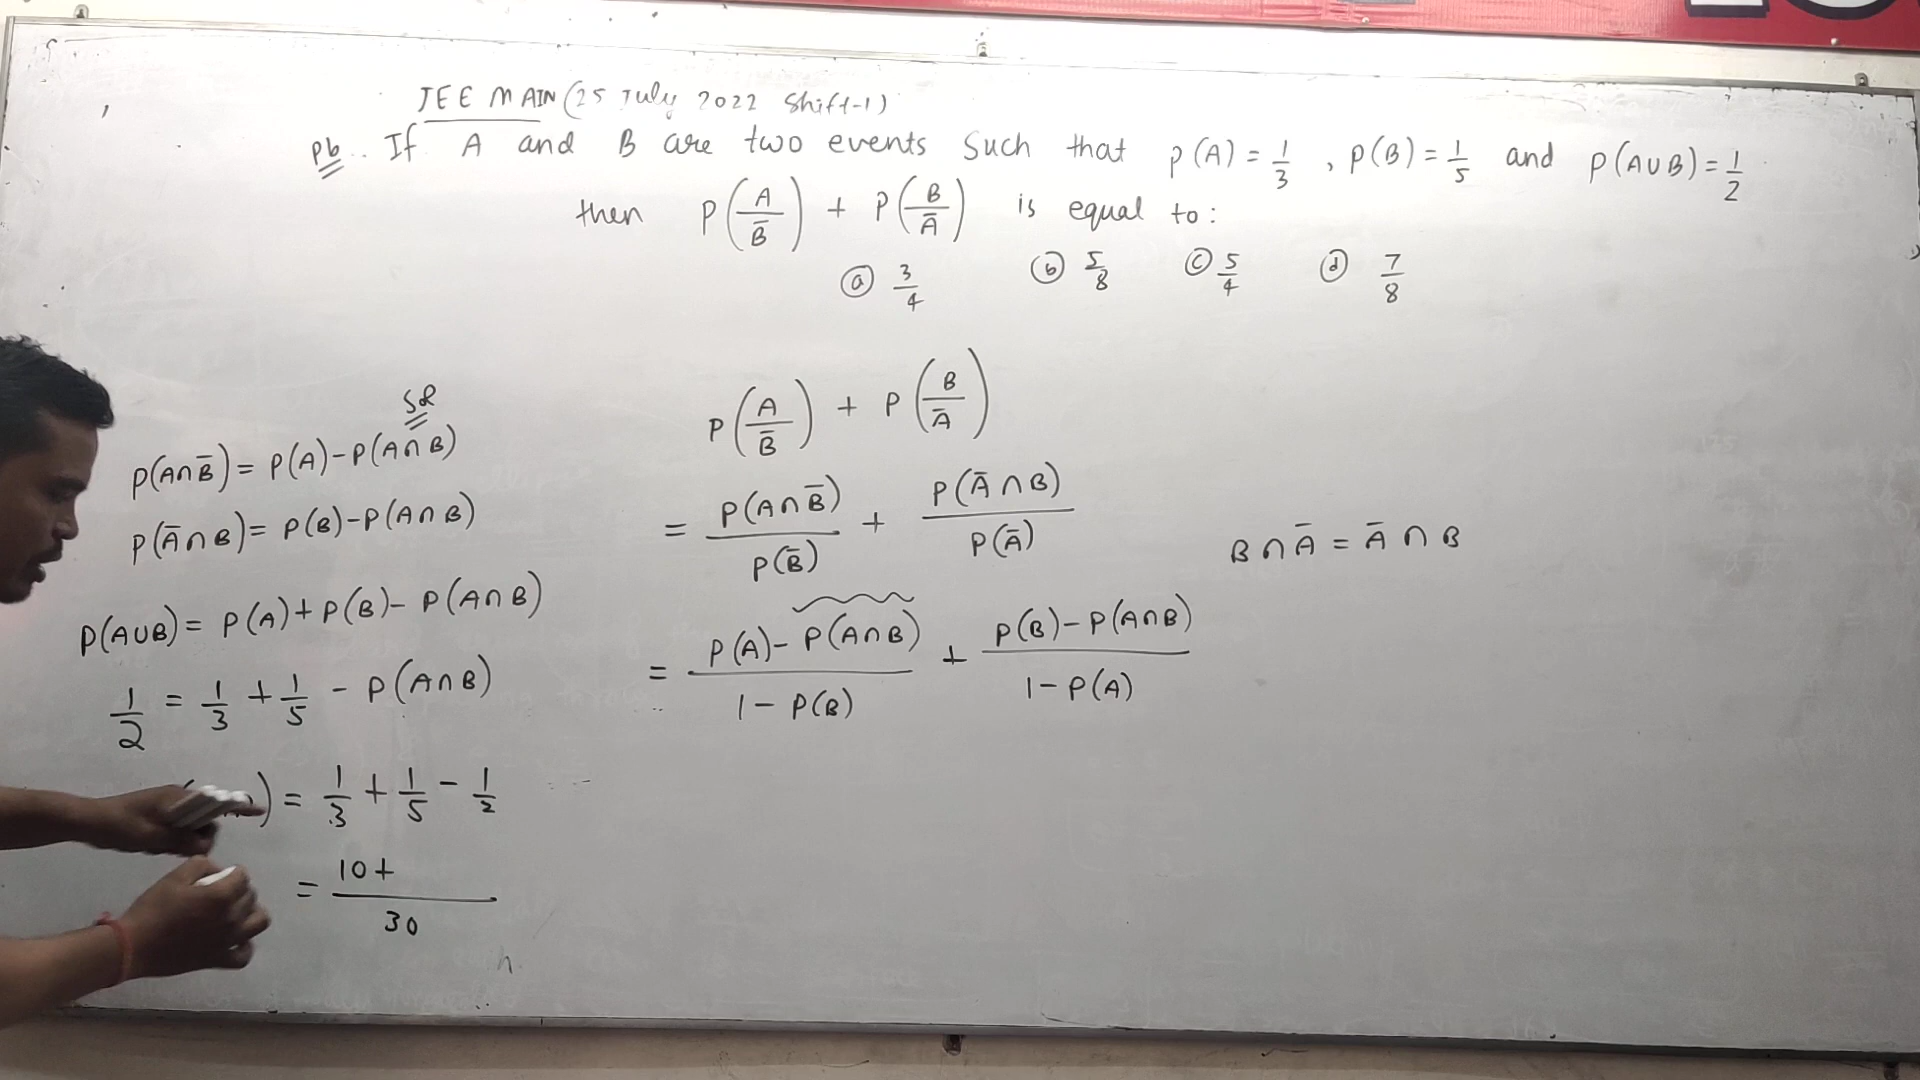 JEE MAIN (25 July 2022 Shift-1)
Pb.. If A and B are two events Such that P(A) = 1/3 , P(B) = 1/5 and P(A∪B) = 1/2
then P(A/B̄) + P(B/Ā) is equal to :
(a) 3/4 (b) 5/8 (c) 5/4 (d) 7/8
P(A/B̄) + P(B/Ā)
= P(A∩B̄)/P(B̄) + P(Ā∩B)/P(Ā)
B∩Ā = Ā∩B
= P(A)-P(A∩B)/1-P(B) + P(B)-P(A∩B)/1-P(A)
P(A∩B̄) = P(A)-P(A∩B)
P(Ā∩B) = P(B)-P(A∩B)
P(A∪B) = P(A)+P(B)-P(A∩B)
1/2 = 1/3 + 1/5 - P(A∩B)
) = 1/3 + 1/5 - 1/2
= 10+/30